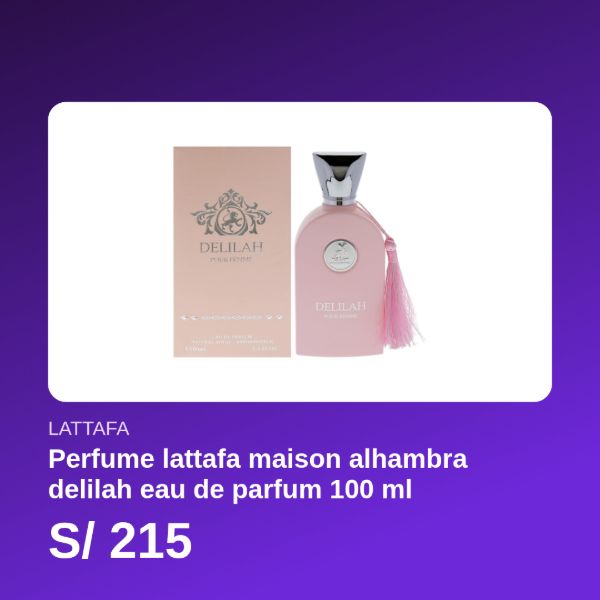 DELILAH
POUR FEMME
DELILAH
POUR FEMME
LATTAFA
Perfume lattafa maison alhambra
delilah eau de parfum 100 ml
S/ 215